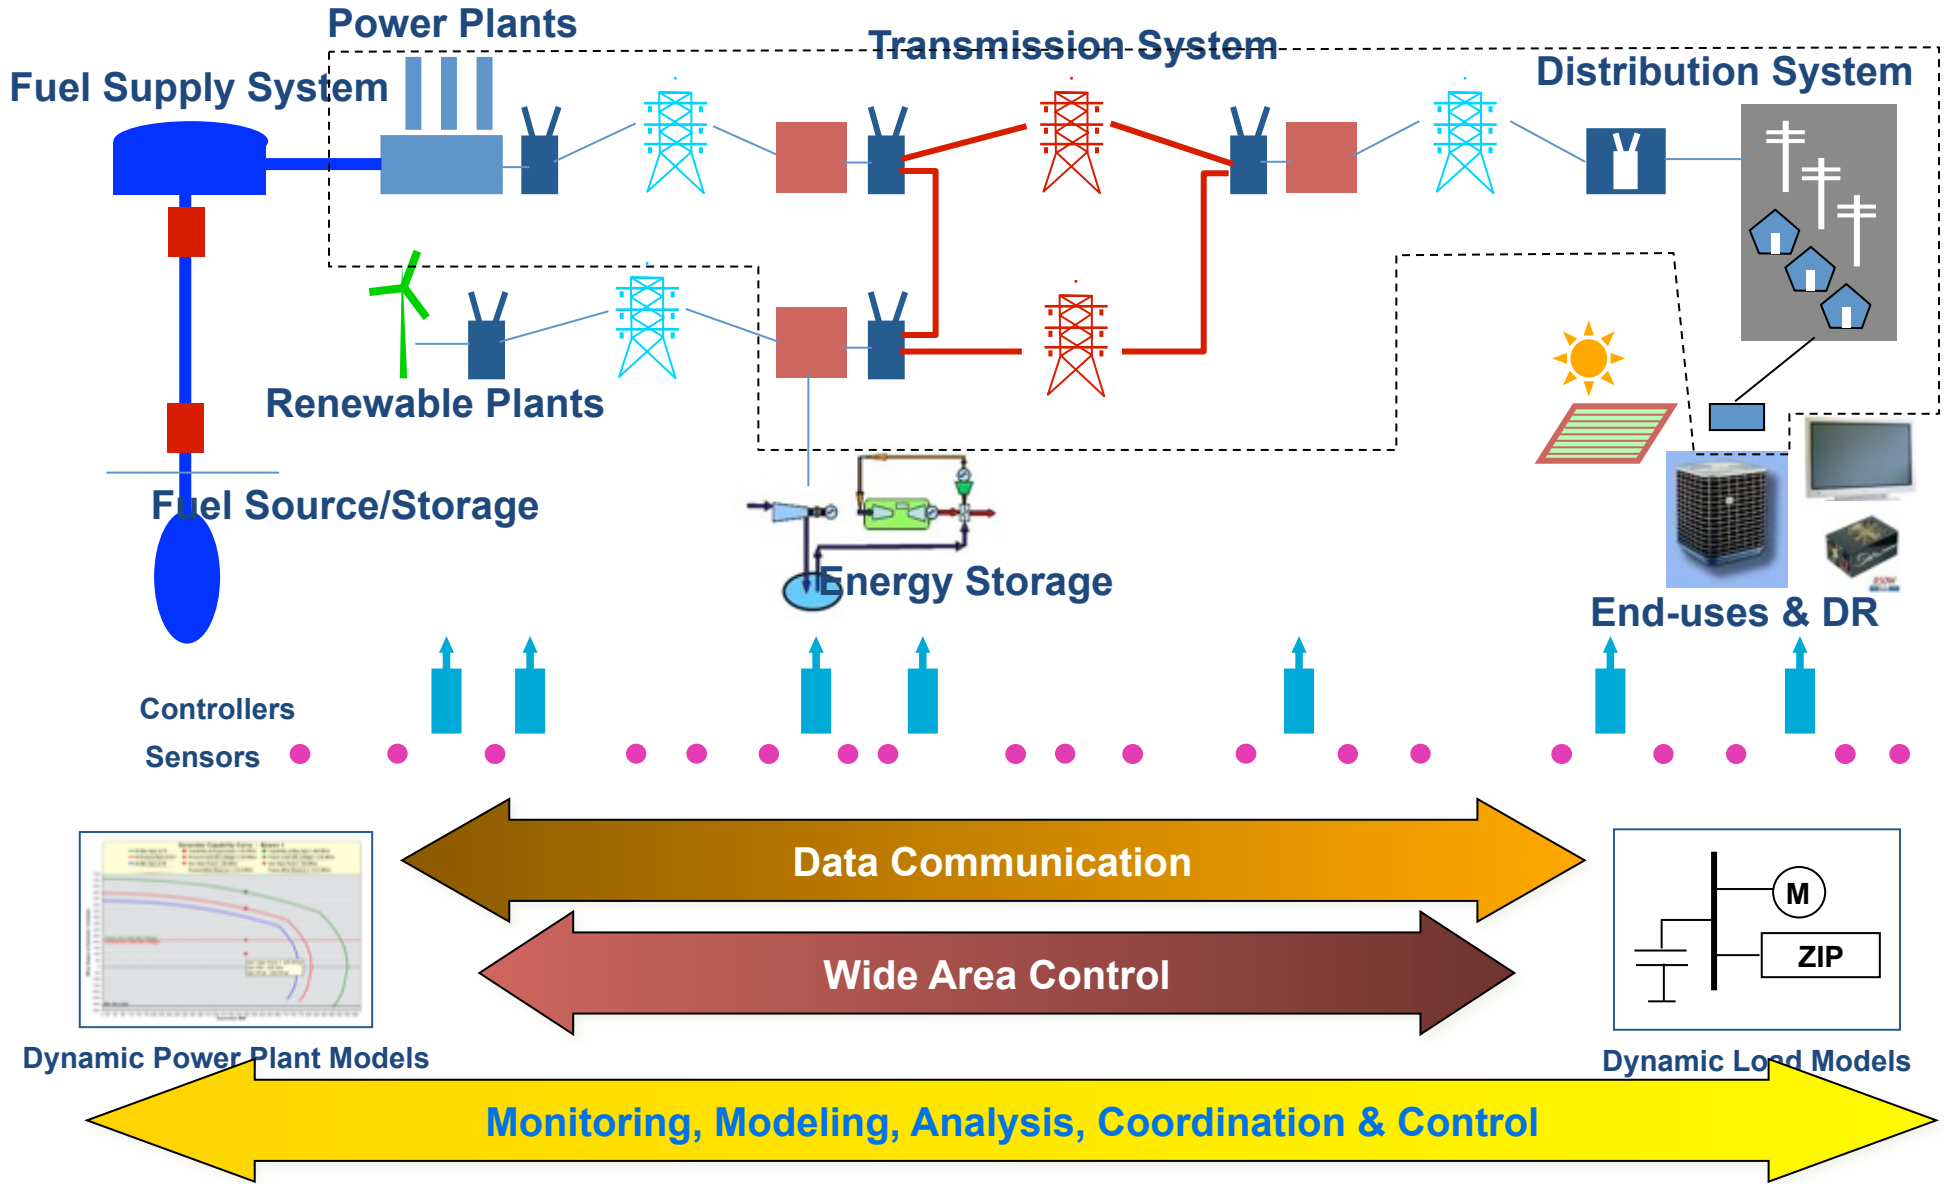 Power Plants
Transmission System
Distribution System
Fuel Supply System
Renewable Plants
Fuel Source/Storage
Energy Storage
End-uses & DR
Controllers
Sensors
Data Communication
M
Wide Area Control
ZIP
Dynamic Power Plant Models
Dynamic Load Models
Monitoring, Modeling, Analysis, Coordination & Control